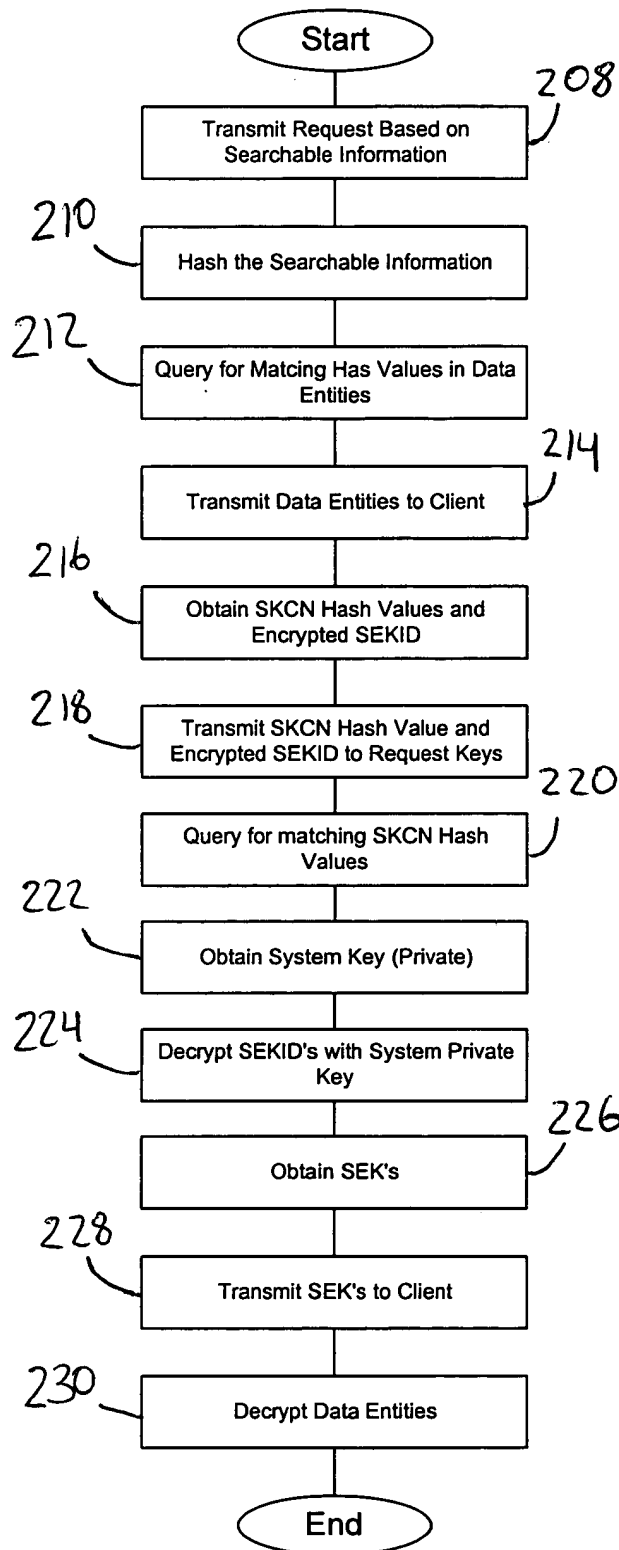 Start
208
Transmit Request Based on
Searchable Information
210
Hash the Searchable Information
212
Query for Matcing Has Values in Data
Entities
214
Transmit Data Entities to Client
216
Obtain SKCN Hash Values and
Encrypted SEKID
218
Transmit SKCN Hash Value and
Encrypted SEKID to Request Keys
220
Query for matching SKCN Hash
Values
222
Obtain System Key (Private)
224
Decrypt SEKID's with System Private
Key
226
Obtain SEK's
228
Transmit SEK's to Client
230
Decrypt Data Entities
End